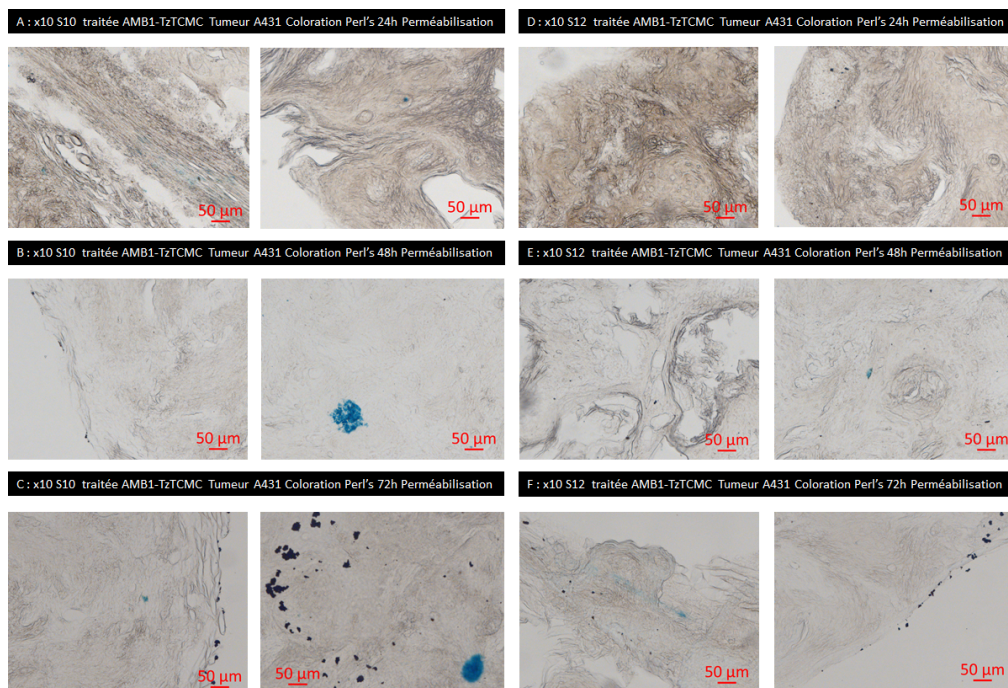 A : x10 S10 traitée AMB1-TzTCMC Tumeur A431 Coloration Perl's 24h Perméabilisation
D : x10 S12 traitée AMB1-TzTCMC Tumeur A431 Coloration Perl's 24h Perméabilisation
50 µm
50 µm
50 µm
50 µm
B : x10 S10 traitée AMB1-TzTCMC Tumeur A431 Coloration Perl's 48h Perméabilisation
E : x10 S12 traitée AMB1-TzTCMC Tumeur A431 Coloration Perl's 48h Perméabilisation
50 µm
50 µm
50 µm
50 µm
C : x10 S10 traitée AMB1-TzTCMC Tumeur A431 Coloration Perl's 72h Perméabilisation
F : x10 S12 traitée AMB1-TzTCMC Tumeur A431 Coloration Perl's 72h Perméabilisation
50 µm
50 µm
50 µm
50 µm